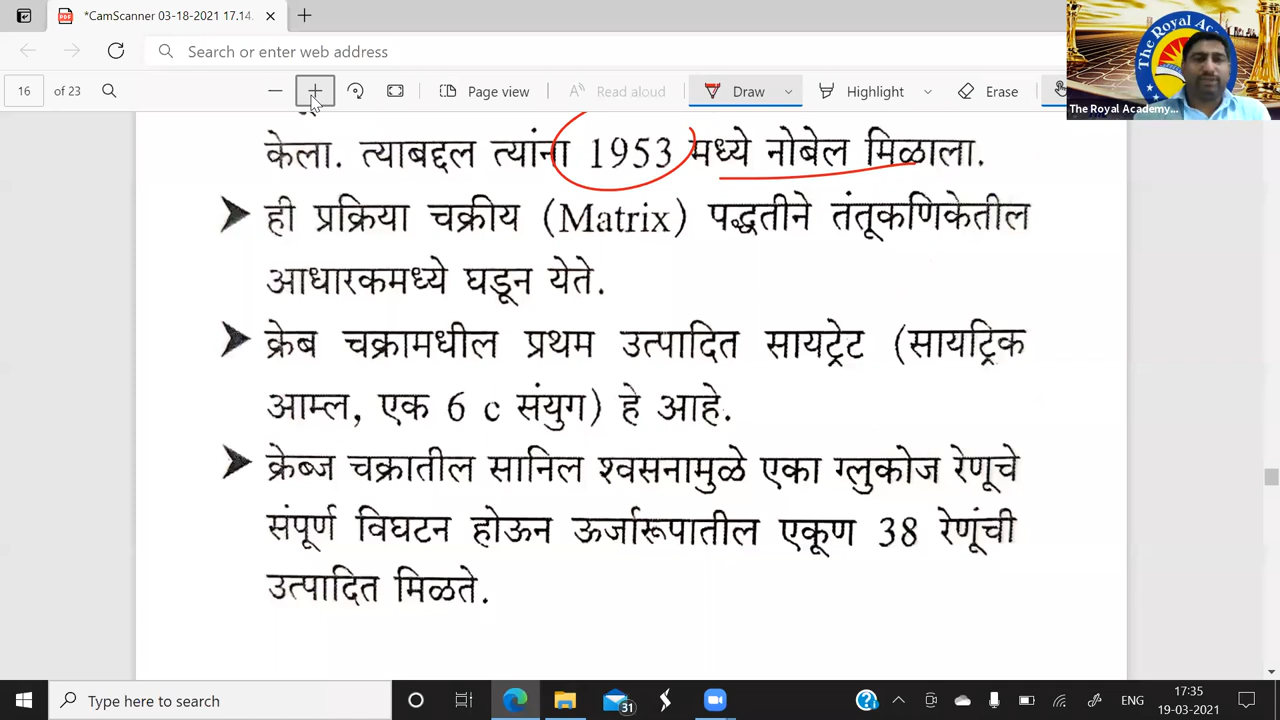 *CamScanner 03-18-2021 17.14.
Search or enter web address
16 of 23
Page view
Read aloud
Draw
Highlight
Erase
The Royal Aca
The Royal Academy...
केला. त्याबद्दल त्यांना 1953 मध्ये नोबेल मिळाला.
ही प्रक्रिया चक्रीय (Matrix) पद्धतीने तंतूकणिकेतील
आधारकमध्ये घडून येते.
क्रेब चक्रामधील प्रथम उत्पादित सायट्रेट (सायट्रिक
आम्ल, एक 6 c संयुग) हे आहे.
क्रेब्ज चक्रातील सानिल श्वसनामुळे एका ग्लुकोज रेणूचे
संपूर्ण विघटन होऊन ऊर्जारूपातील एकूण 38 रेणूंची
उत्पादित मिळते.
Type here to search
31
ENG
17:35
19-03-2021